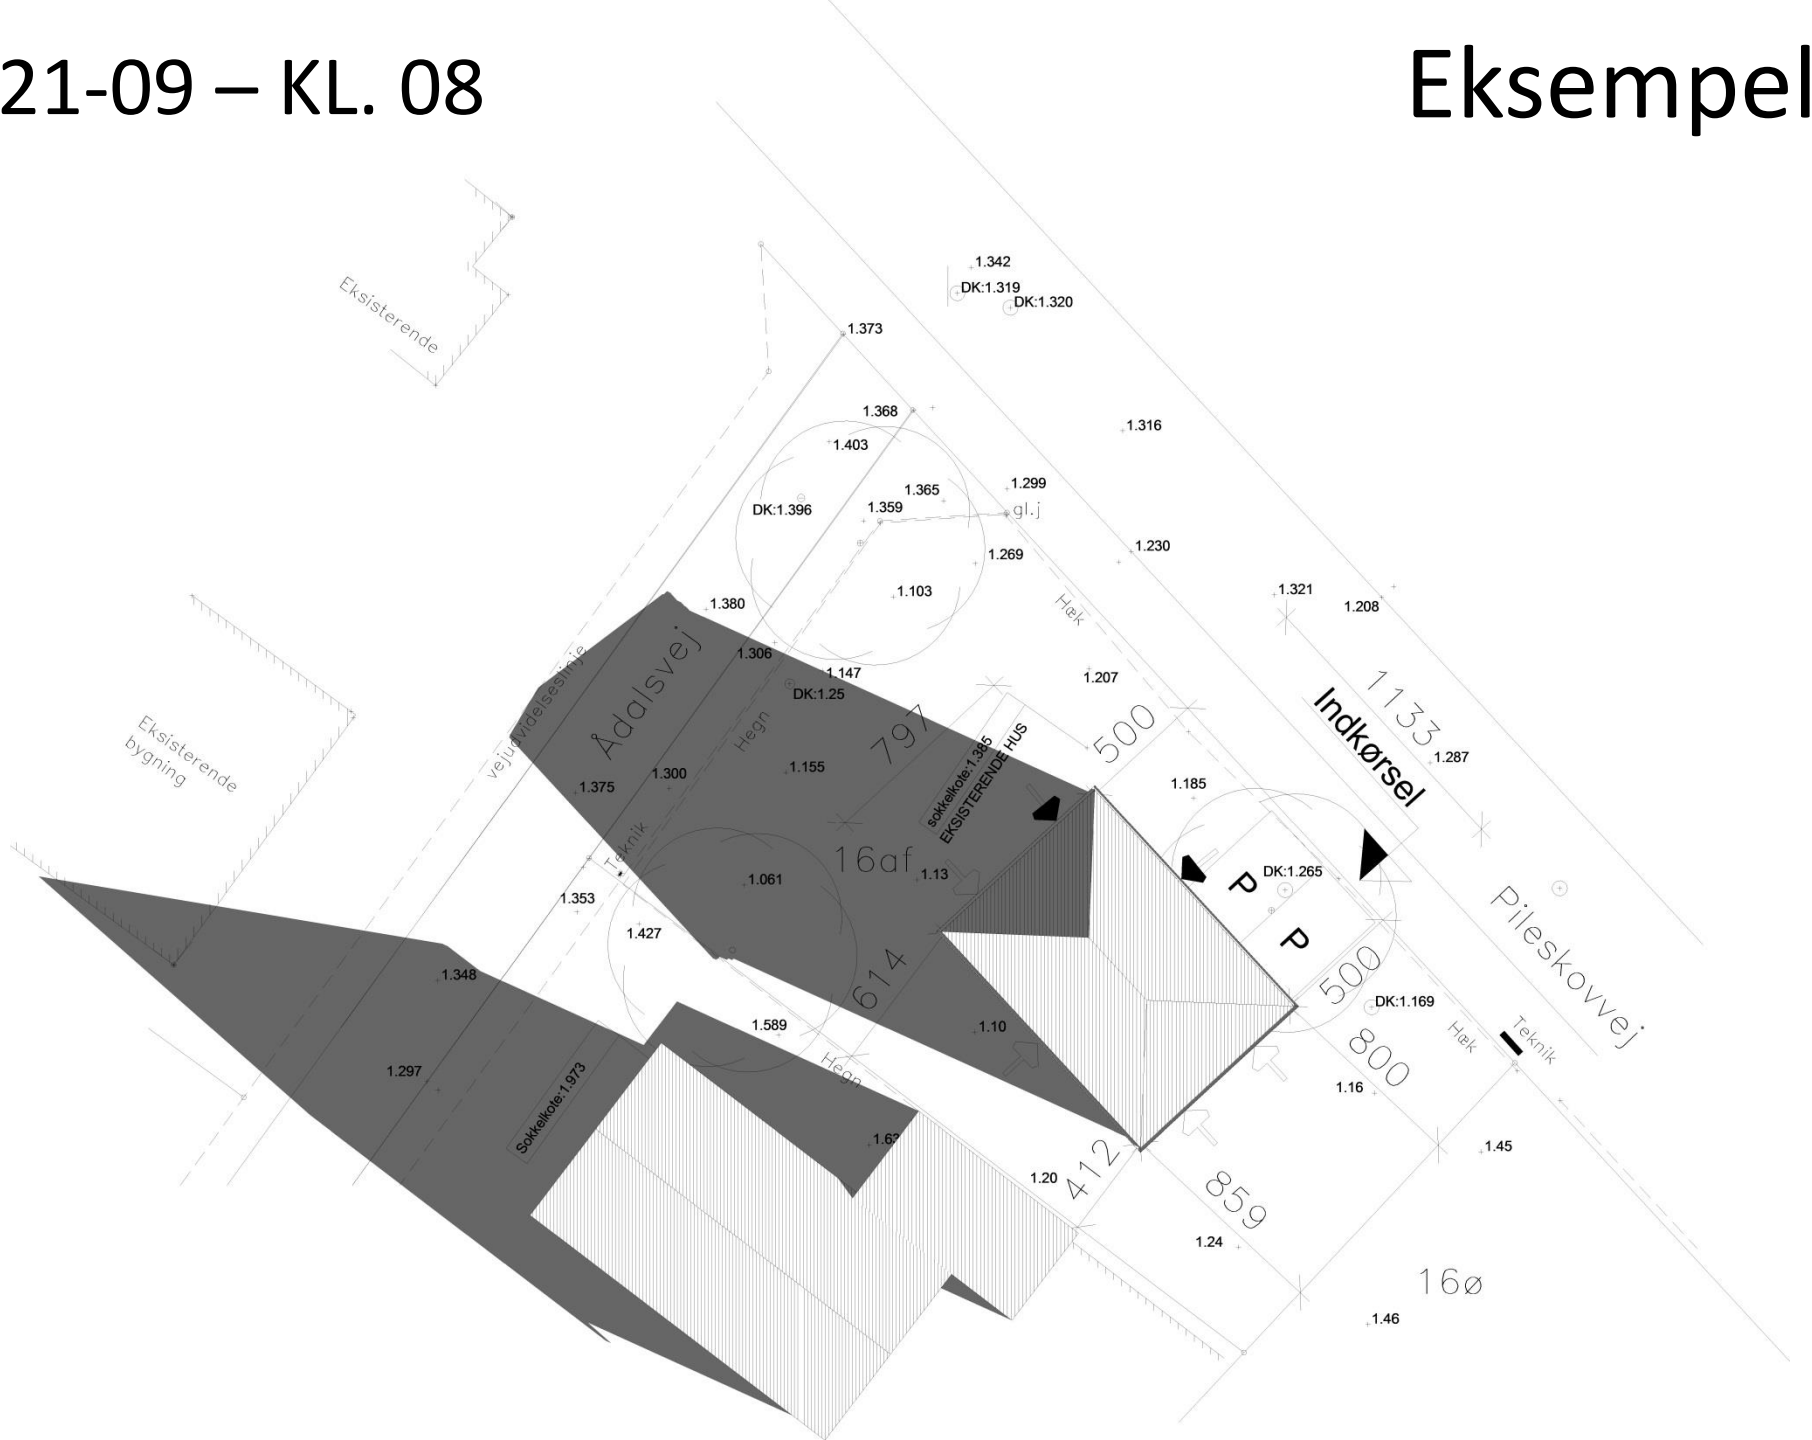 21-09 – KL. 08
Eksempel
1.342
DK:1.319
DK:1.320
Eksisterende
1.373
1.368
1.403
1.316
1.365
1.299
DK:1.396
1.359
gl.j
1.230
1.269
1.103
1.321
1.208
1.380
Hæk
1.306
1.147
1.207
DK:1.25
vejudvidelseslinje
Ådalsvej
Hegn
797
500
1133
Indkørsel
1.287
Eksisterende
bygning
1.375
1.300
1.155
sokkelkote:1.385
EKSISTERENDE HUS
1.185
Teknik
16af
1.13
1.061
DK:1.265
P
P
1.353
1.427
614
500
Pileskovvej
1.348
DK:1.169
1.589
1.10
Hegn
Hæk
Teknik
800
1.297
1.16
Sokkelkote:1.973
1.63
1.20
412
859
1.45
1.24
16ø
1.46